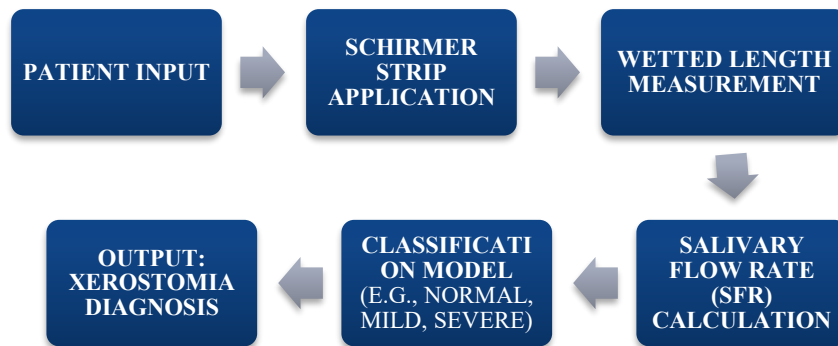 PATIENT INPUT
SCHIRMER
STRIP
APPLICATION
WETTED LENGTH
MEASUREMENT
SALIVARY
FLOW RATE
(SFR)
CALCULATION
CLASSIFICATI
ON MODEL
(E.G., NORMAL,
MILD, SEVERE)
OUTPUT:
XEROSTOMIA
DIAGNOSIS